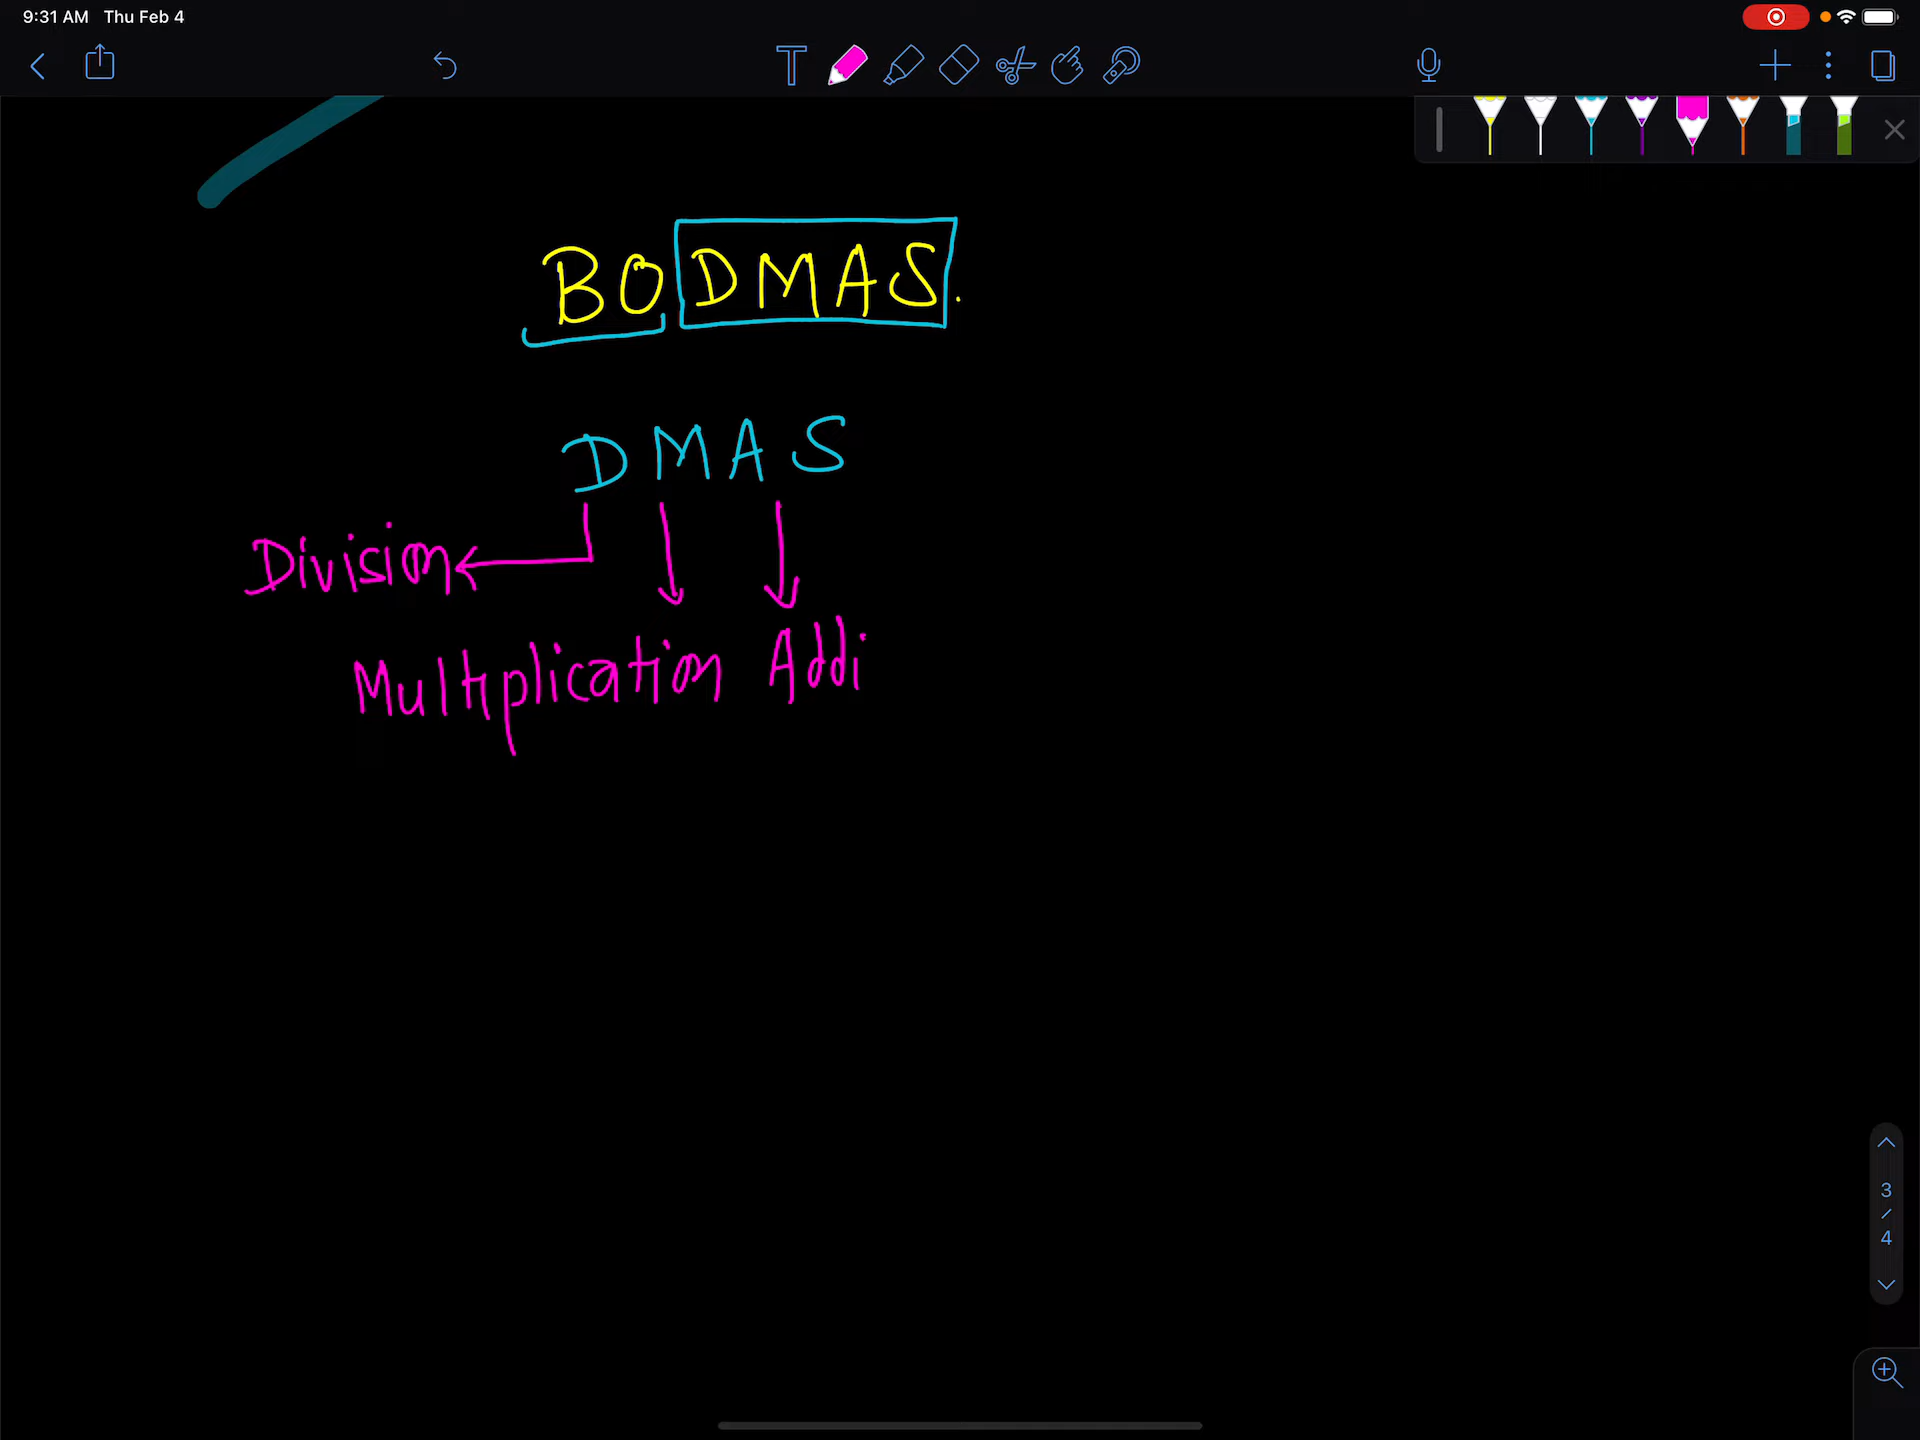 9:31 AM Thu Feb 4
BODMAS.
DMAS
Division
Multiplication Addi
3
/
4